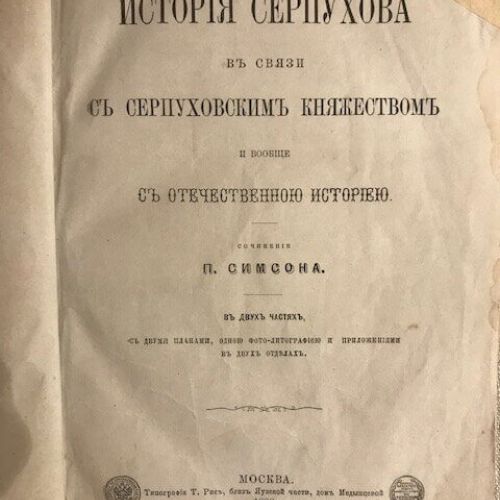 ИСТОРІЯ СЕРПУХОВА
ВЪ СВЯЗИ
СЪ СЕРПУХОВСКИМЪ КНЯЖЕСТВОМЪ
И ВООБЩЕ
СЪ ОТЕЧЕСТВЕННОЮ ИСТОРІЕЮ.
СОЧИНЕНІЕ
П. СИМСОНА.
ВЪ ДВУХЪ ЧАСТЯХЪ,
СЪ ДВУМЯ ПЛАНАМИ, ОДНОЮ ФОТО-ЛИТОГРАФІЕЮ И ПРИЛОЖЕНІЯМИ
ВЪ ДВУХЪ ОТДѢЛАХЪ.
МОСКВА.
Типографія Т. Рисъ, близъ Яузской части, домъ Медынцевой